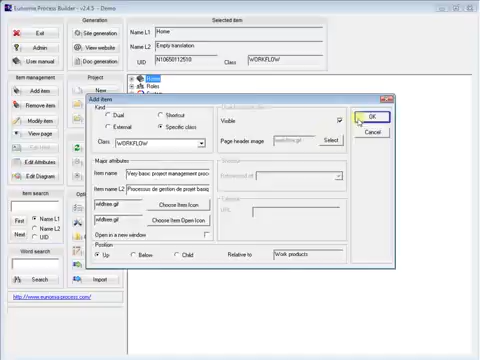 Eunomia Process Builder - v2.4.5 - Demo
Generation
Selected item
Exit
Site generation
Name L1
Home
Admin
View website
Name L2
Empty translation
User manual
Doc generation
UID
N10650112510
Class
WORKFLOW
Item management
Project
Add item
New
Home
Roles
Remove item
Modify item
View page
Edit Attributes
Edit Diagram
Add item
Kind
Dual
Shortcut
External
Specific class
Class
WORKFLOW
Visible
Page header image
workflow.gif
Select
OK
Cancel
Major attributes
Item name
Very basic project management proc
Item name L2
Processus de gestion de projet basiq
wfdtree.gif
Choose Item Icon
wfdtree.gif
Choose Item Open Icon
Open in a new window
URL
Position
Up
Below
Child
Relative to
Work products
Item search
First
Name L1
Name L2
Next
UID
Word search
Search
Import
http://www.eunomia-process.com/